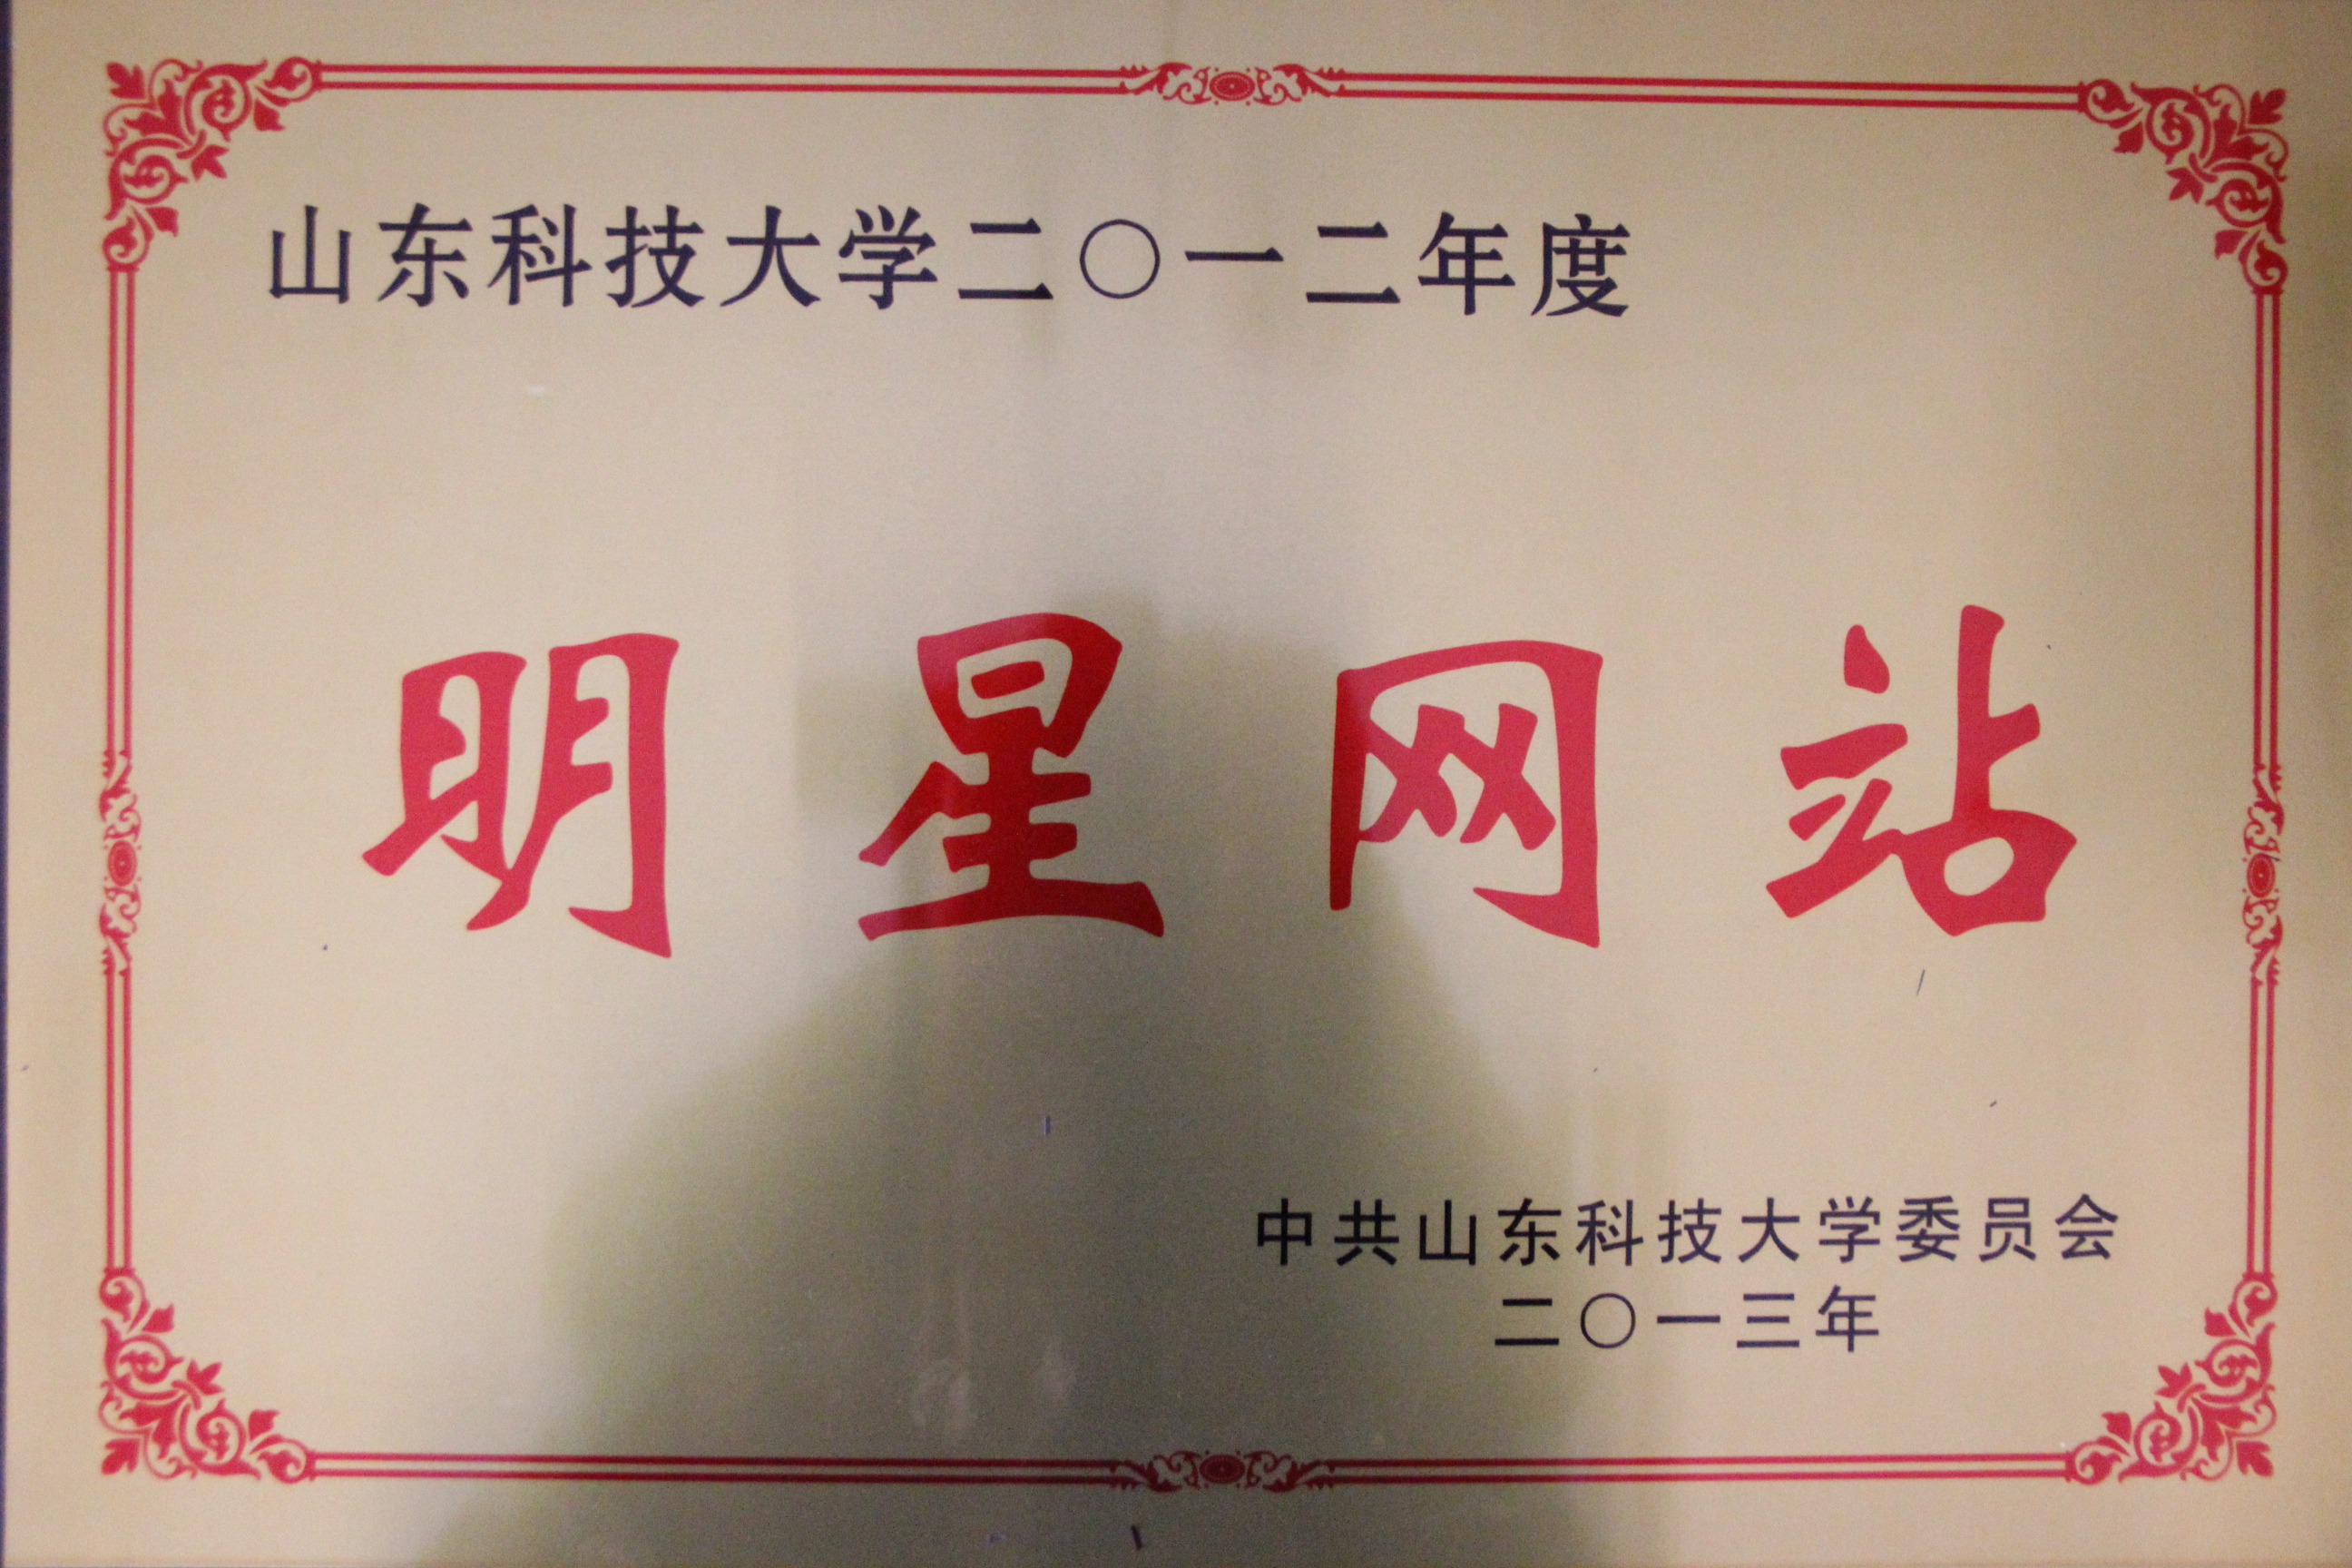 山东科技大学二〇一二年度
明星网站
中共山东科技大学委员会
二〇一三年